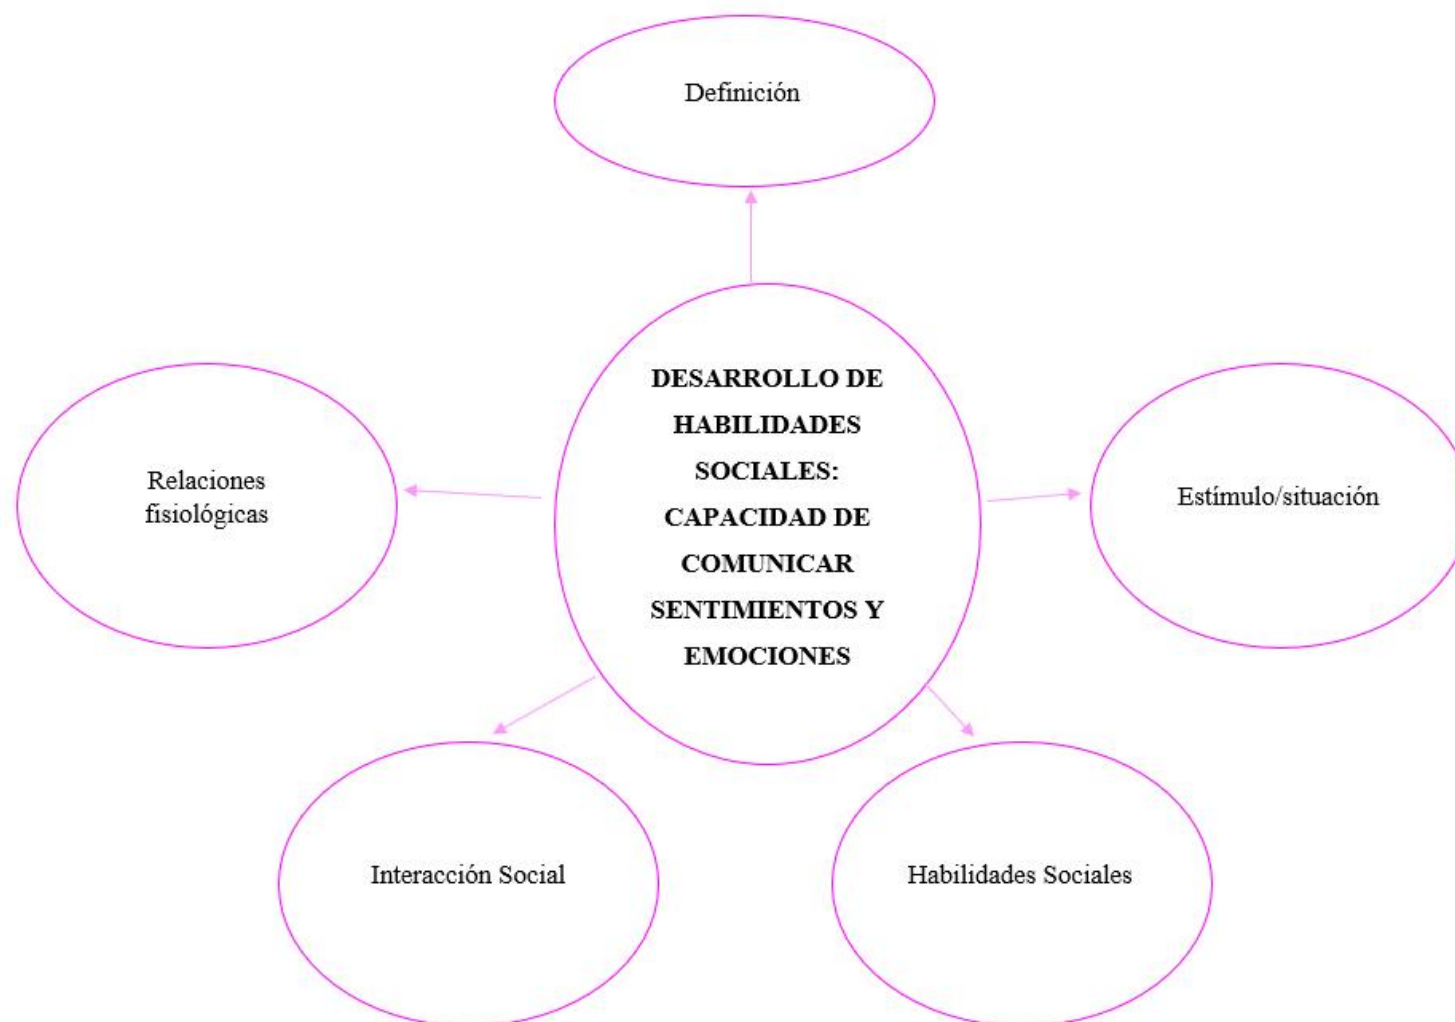 Definición
DESARROLLO DE
HABILIDADES
SOCIALES:
CAPACIDAD DE
COMUNICAR
SENTIMIENTOS Y
EMOCIONES
Relaciones
fisiológicas
Estímulo/situación
Interacción Social
Habilidades Sociales